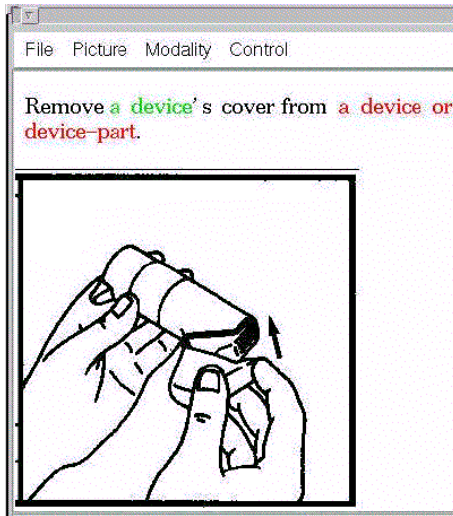 File Picture Modality Control
Remove a device's cover from a device or
device-part.